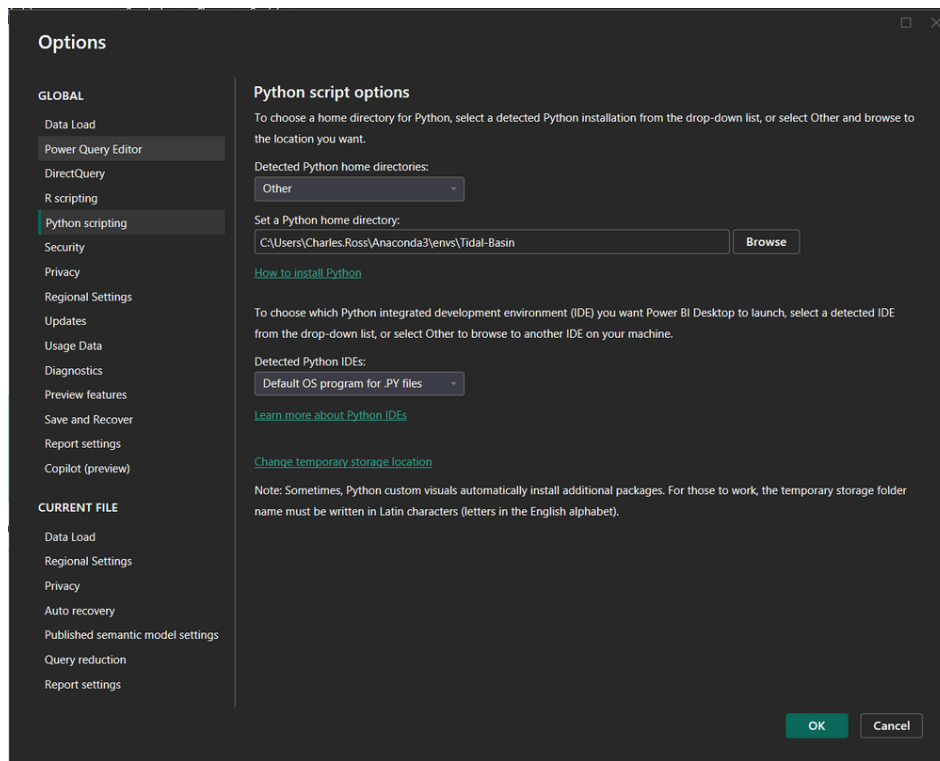 Options
GLOBAL
Data Load
Power Query Editor
DirectQuery
R scripting
Python scripting
Security
Privacy
Regional Settings
Updates
Usage Data
Diagnostics
Preview features
Save and Recover
Report settings
Copilot (preview)
CURRENT FILE
Data Load
Regional Settings
Privacy
Auto recovery
Published semantic model settings
Query reduction
Report settings
Python script options
To choose a home directory for Python, select a detected Python installation from the drop-down list, or select Other and browse to
the location you want.
Detected Python home directories:
Other
Set a Python home directory:
C:\Users\Charles.Ross\Anaconda3\envs\Tidal-Basin
Browse
How to install Python
To choose which Python integrated development environment (IDE) you want Power BI Desktop to launch, select a detected IDE
from the drop-down list, or select Other to browse to another IDE on your machine.
Detected Python IDEs:
Default OS program for .PY files
Learn more about Python IDEs
Change temporary storage location
Note: Sometimes, Python custom visuals automatically install additional packages. For those to work, the temporary storage folder
name must be written in Latin characters (letters in the English alphabet).
OK
Cancel